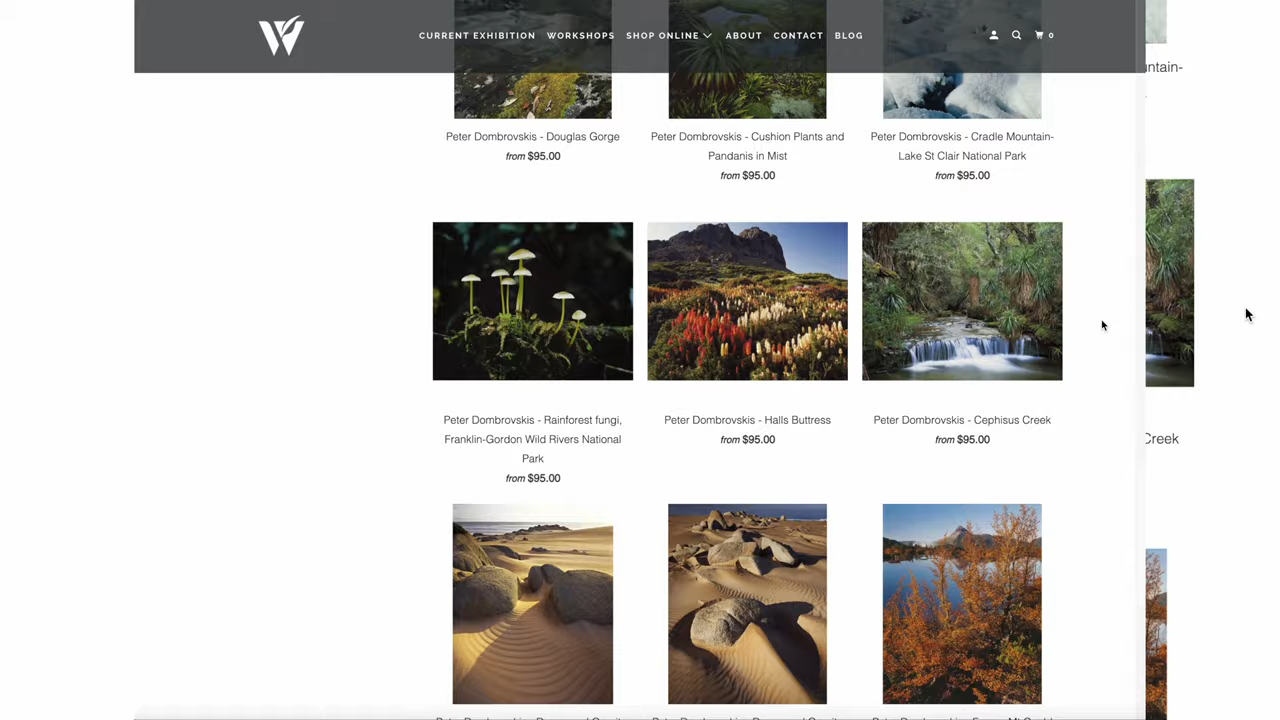 CURRENT EXHIBITION WORKSHOPS SHOP ONLINE ABOUT CONTACT BLOG 0
ntain-
Peter Dombrovskis - Douglas Gorge
from $95.00
Peter Dombrovskis - Cushion Plants and
Pandanis in Mist
from $95.00
Peter Dombrovskis - Cradle Mountain-
Lake St Clair National Park
from $95.00
Peter Dombrovskis - Rainforest fungi,
Franklin-Gordon Wild Rivers National
Park
from $95.00
Peter Dombrovskis - Halls Buttress
from $95.00
Peter Dombrovskis - Cephisus Creek
from $95.00
Creek